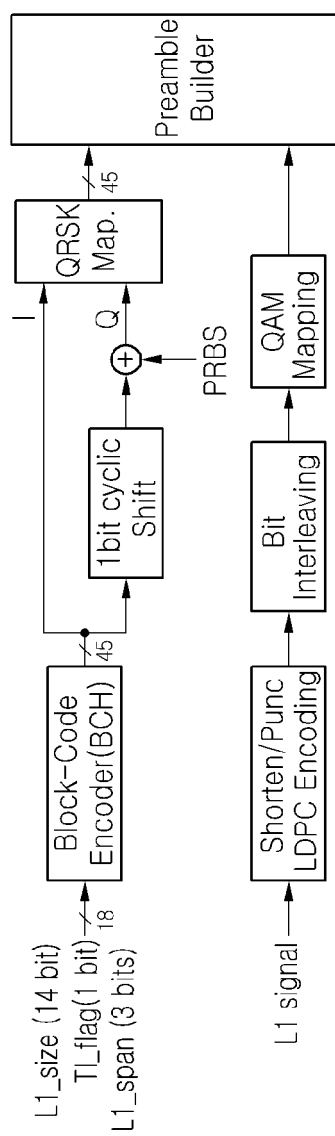 L1_size (14 bit)
TI_flag(1 bit)
L1_span (3 bits)
18
Block-Code
Encoder(BCH)
45
I
1bit cyclic
Shift
Q
PRBS
QRSK
Map.
45
Preamble
Builder
L1 signal
Shorten/Punc
LDPC Encoding
Bit
Interleaving
QAM
Mapping